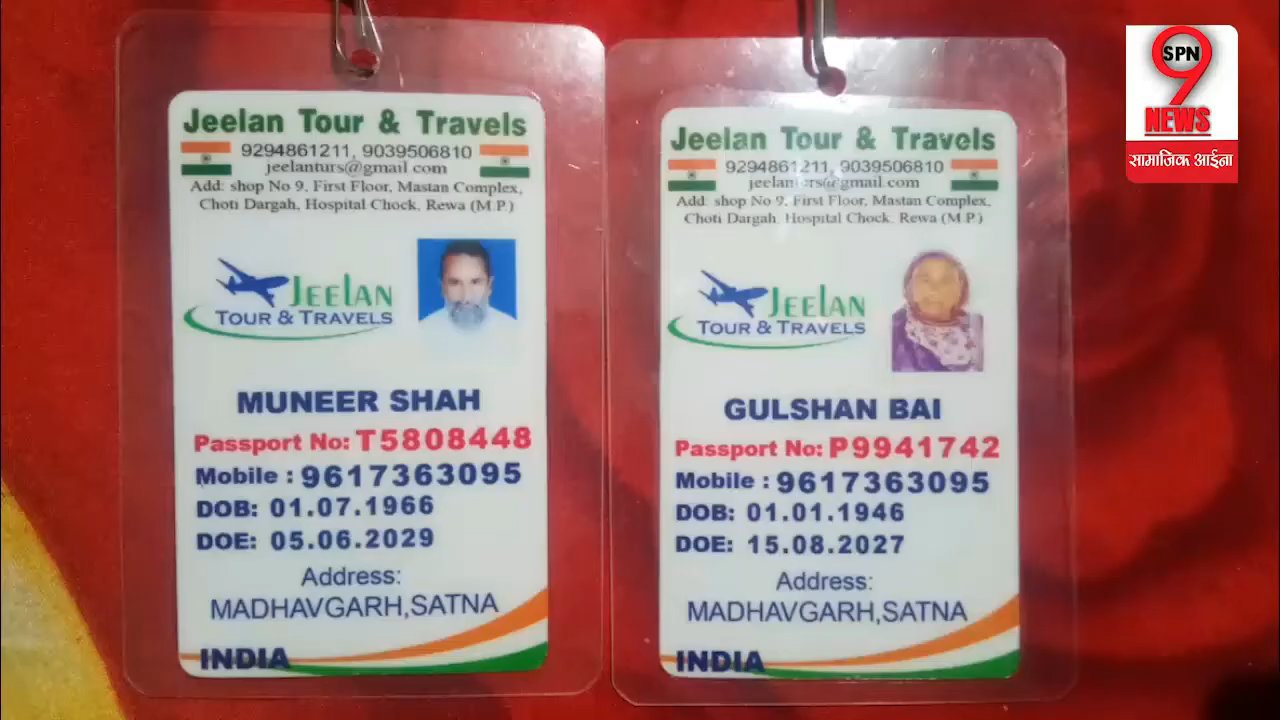 Jeelan Tour & Travels
9294861211, 9039506810
jeelanturs@gmail.com
Add: shop No 9, First Floor, Mastan Complex,
Choti Dargah, Hospital Chock, Rewa (M.P.)
JEELAN
TOUR & TRAVELS
MUNEER SHAH
Passport No: T5808448
Mobile : 9617363095
DOB: 01.07.1966
DOE: 05.06.2029
Address:
MADHAVGARH,SATNA
INDIA
Jeelan Tour & Travels
9294861211, 9039506810
jeelanturs@gmail.com
Add: shop No 9, First Floor, Mastan Complex,
Choti Dargah, Hospital Chock, Rewa (M.P.)
JEELAN
TOUR & TRAVELS
GULSHAN BAI
Passport No: P9941742
Mobile : 9617363095
DOB: 01.01.1946
DOE: 15.08.2027
Address:
MADHAVGARH,SATNA
INDIA
SPN
9
NEWS
सामाजिक आईना